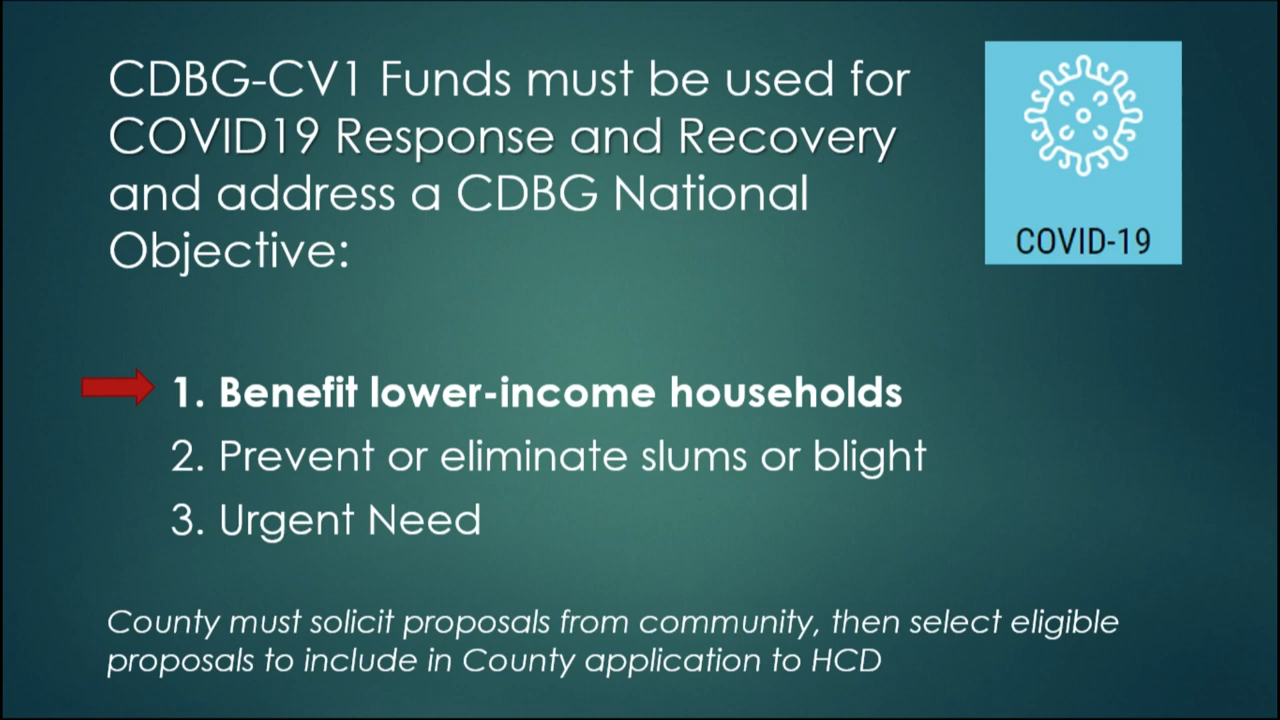 CDBG-CV1 Funds must be used for
COVID19 Response and Recovery
and address a CDBG National
Objective:
COVID-19
1. Benefit lower-income households
2. Prevent or eliminate slums or blight
3. Urgent Need
County must solicit proposals from community, then select eligible
proposals to include in County application to HCD